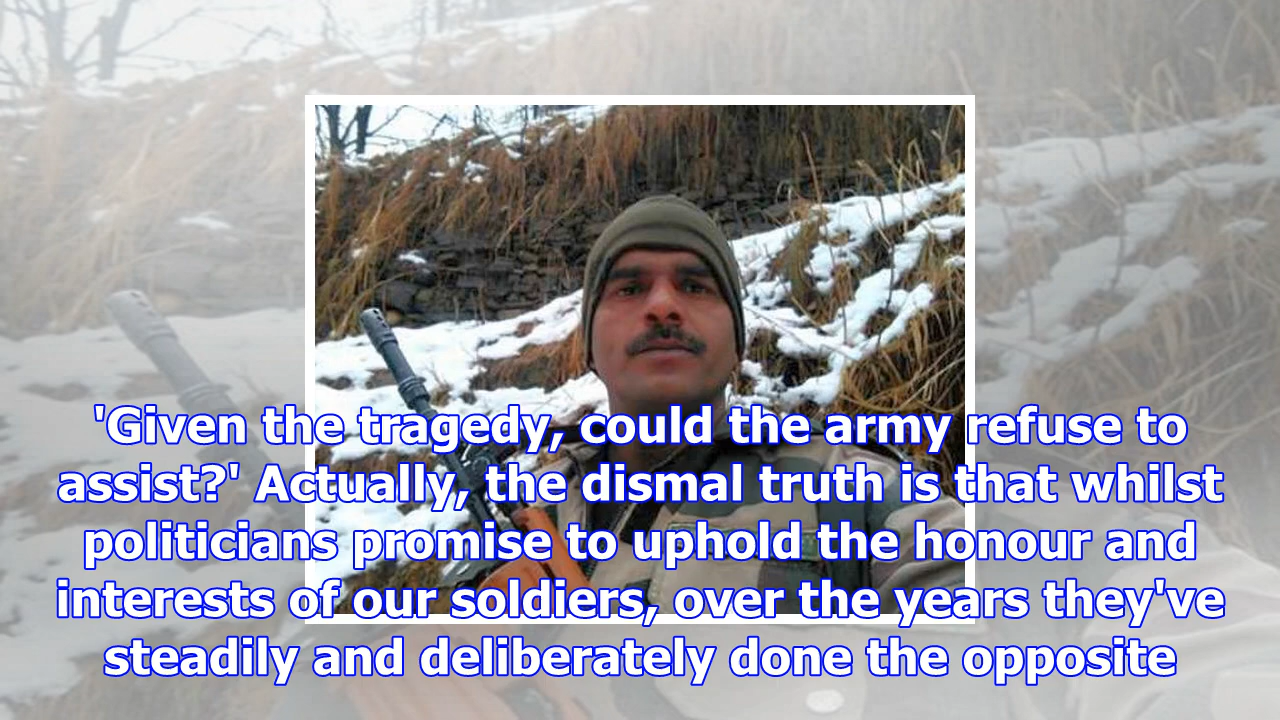 'Given the tragedy, could the army refuse to
assist?' Actually, the dismal truth is that whilst
politicians promise to uphold the honour and
interests of our soldiers, over the years they've
steadily and deliberately done the opposite